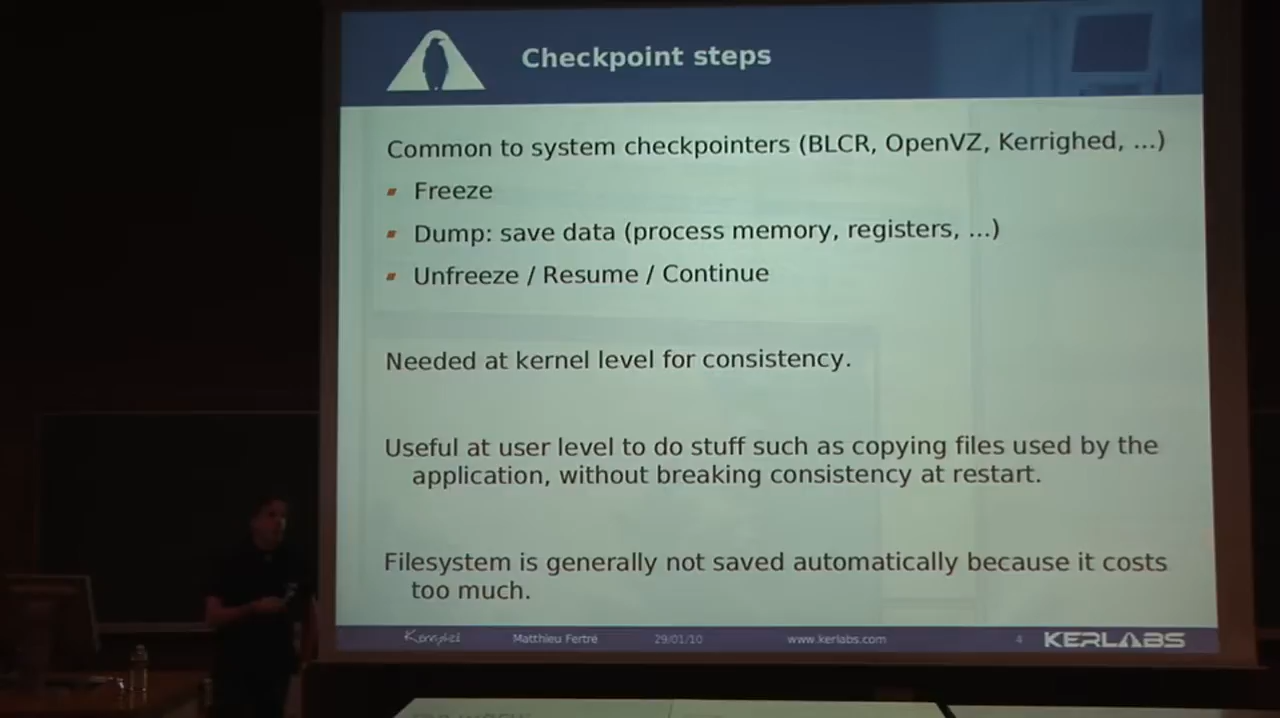 Checkpoint steps
Common to system checkpointers (BLCR, OpenVZ, Kerrighed, ...)
Freeze
Dump: save data (process memory, registers, ...)
Unfreeze / Resume / Continue
Needed at kernel level for consistency.
Useful at user level to do stuff such as copying files used by the
application, without breaking consistency at restart.
Filesystem is generally not saved automatically because it costs
too much.
Kerrighed Matthieu Fertré 29/01/10 www.kerlabs.com 4 KERLABS